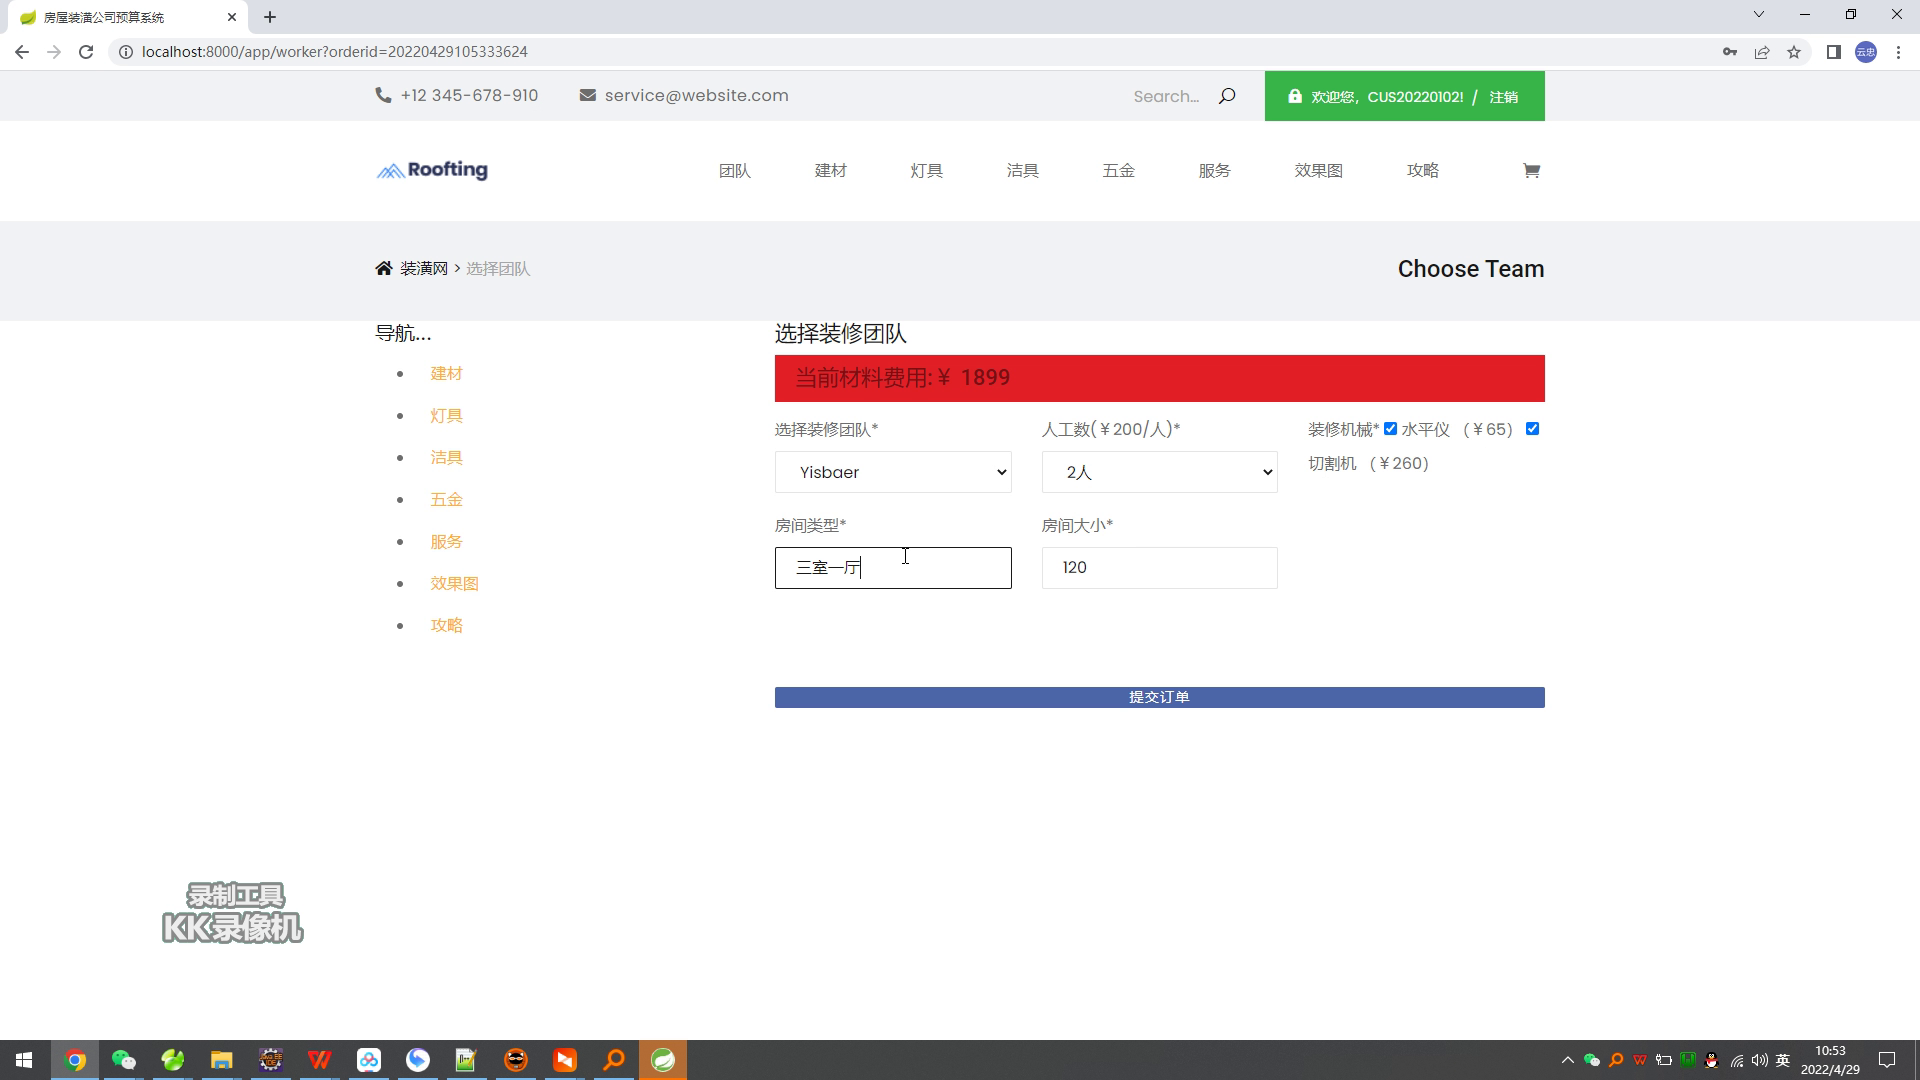 房屋装潢公司预算系统
localhost:8000/app/worker?orderid=20220429105333624
云忠
+12 345-678-910 service@website.com Search... 欢迎您，CUS20220102! / 注销
Roofting 团队 建材 灯具 洁具 五金 服务 效果图 攻略
装潢网 > 选择团队 Choose Team
导航...
建材
灯具
洁具
五金
服务
效果图
攻略
选择装修团队
当前材料费用:￥ 1899
选择装修团队* 人工数(￥200/人)* 装修机械* 水平仪 （￥65）
切割机 （￥260）
Yisbaer 2人
房间类型* 房间大小*
三室一厅 120
提交订单
录制工具
KK录像机
英
10:53
2022/4/29